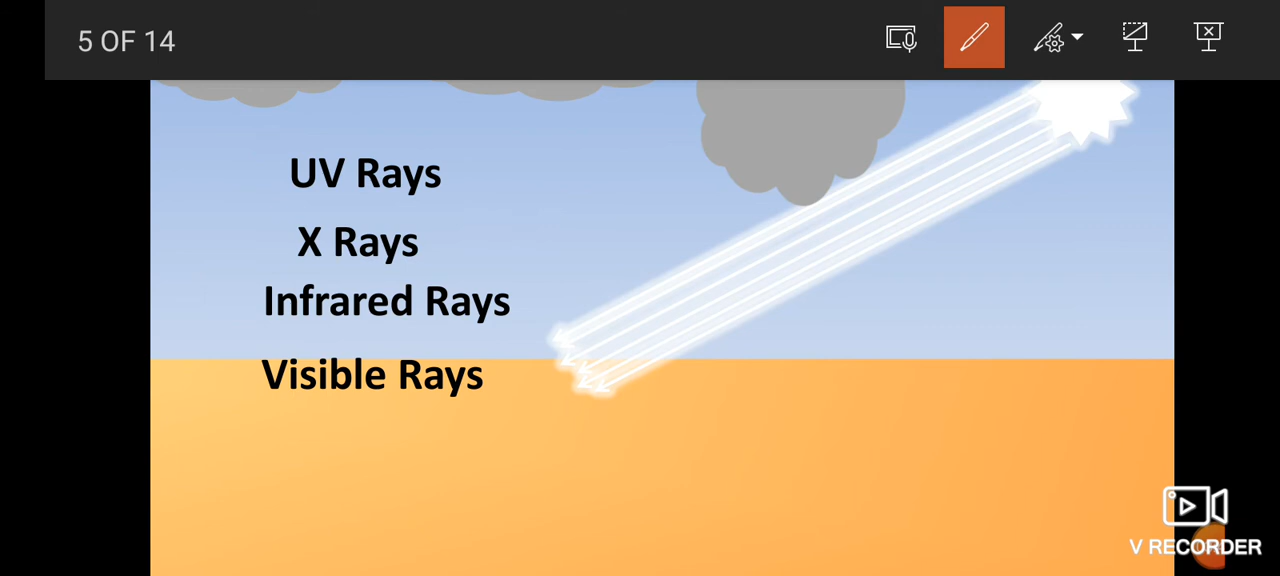 5 OF 14
UV Rays
X Rays
Infrared Rays
Visible Rays
V RECORDER